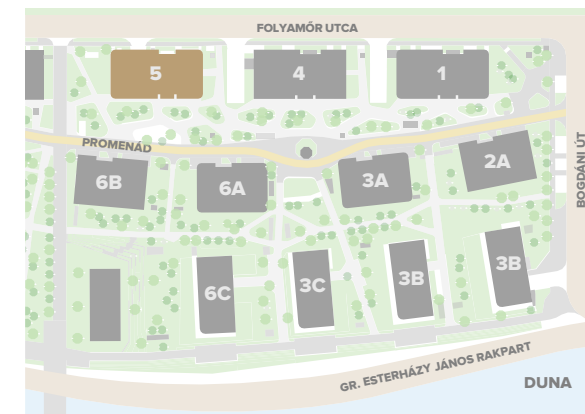 FOLYAMŐR UTCA
5
4
1
PROMENÁD
BOGDÁNI ÚT
6B
6A
3A
2A
6C
3C
3B
3B
GR. ESTERHÁZY JÁNOS RAKPART
DUNA